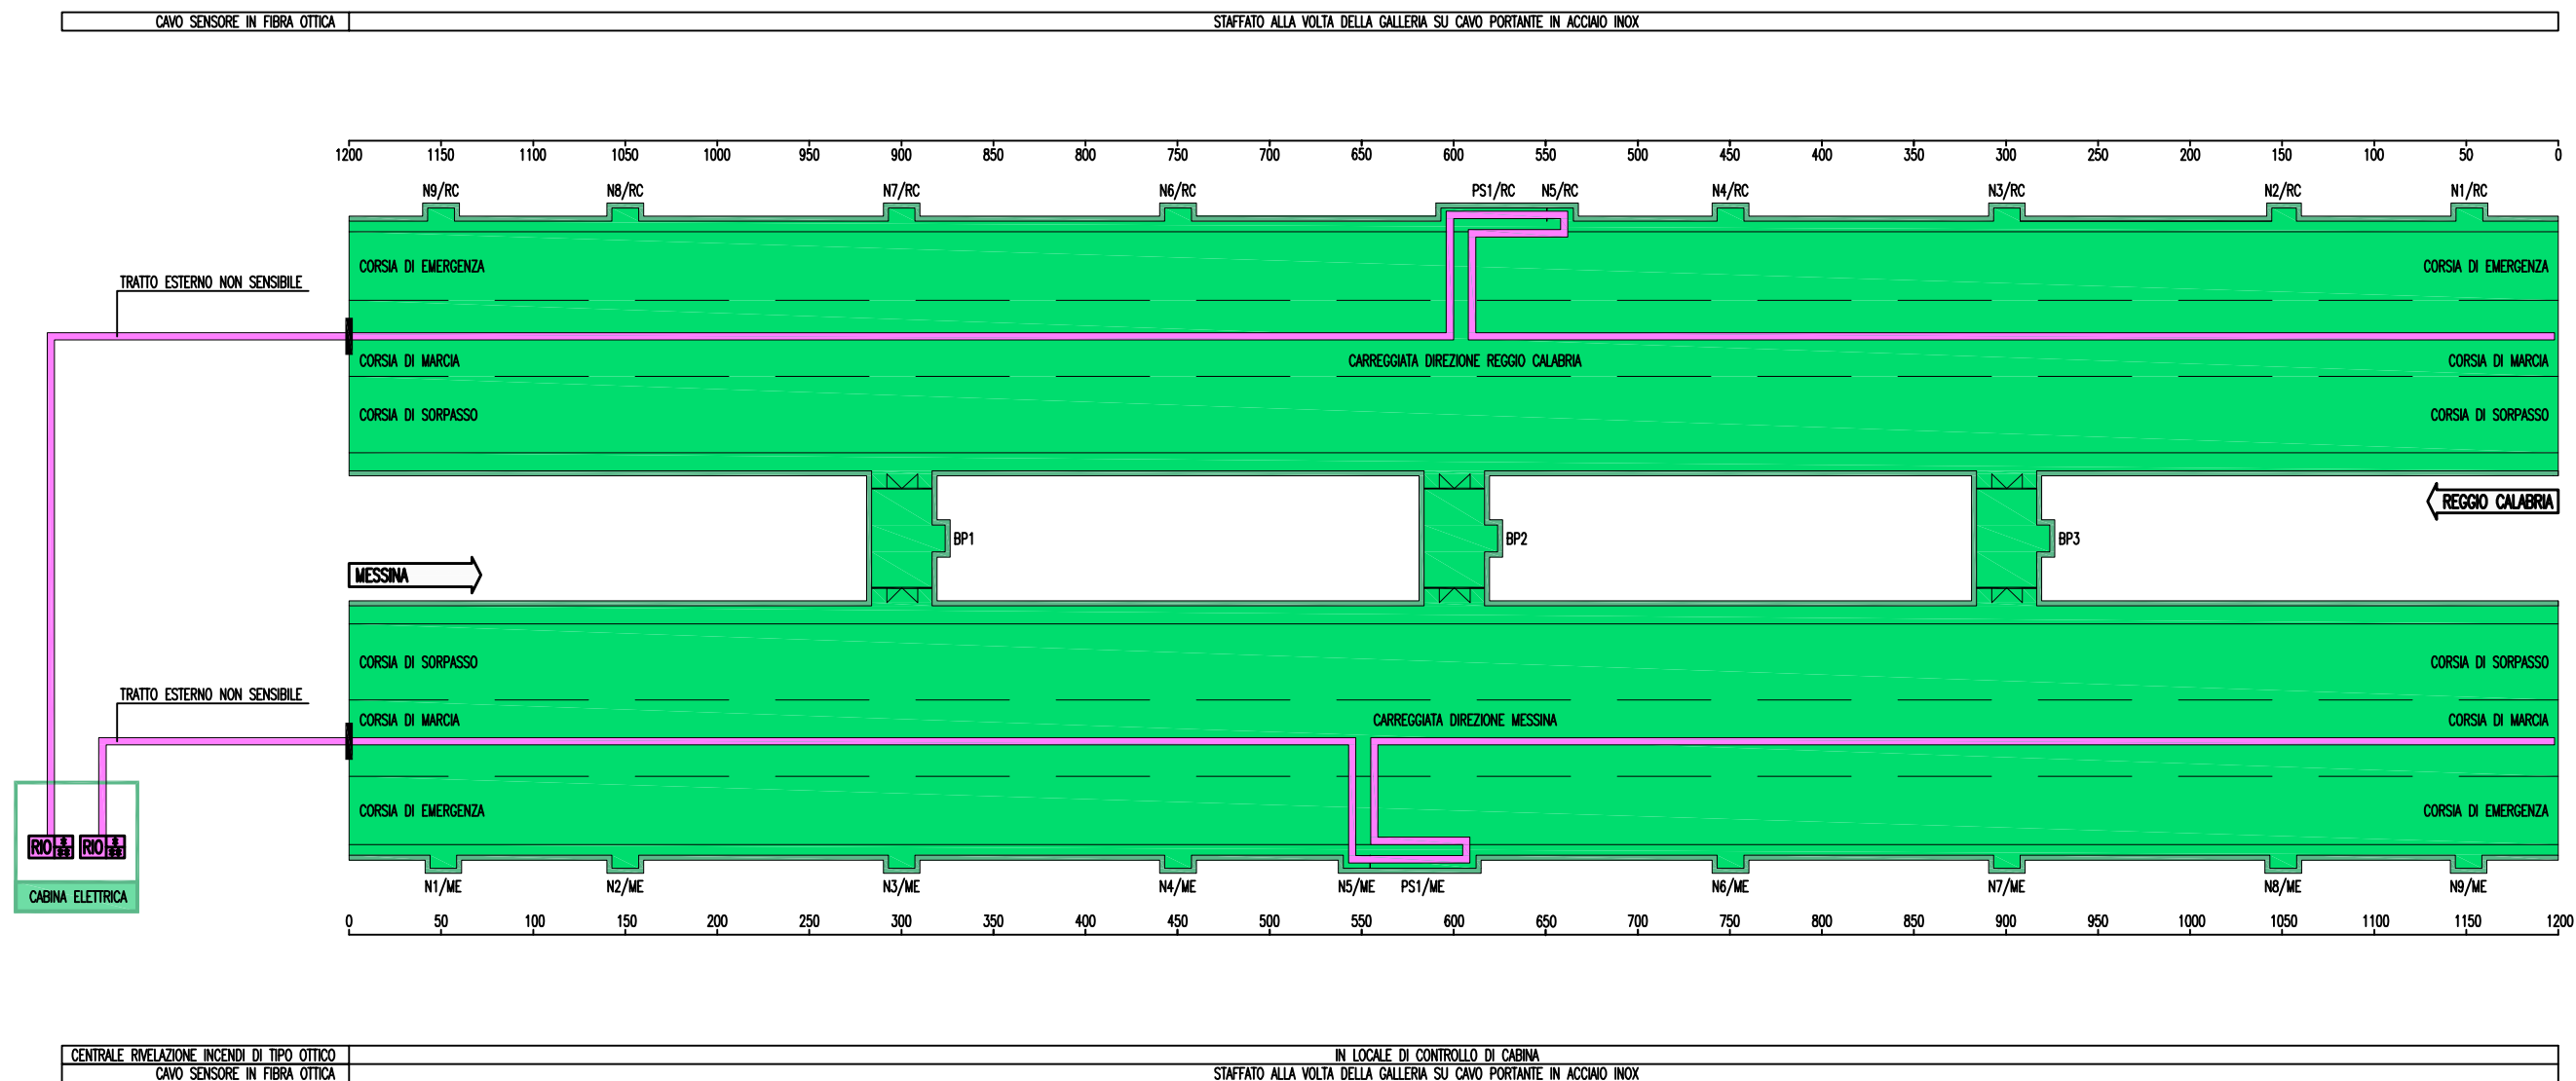 CAVO SENSORE IN FIBRA OTTICA STAFFATO ALLA VOLTA DELLA GALLERIA SU CAVO PORTANTE IN ACCIAIO INOX
1200 1150 1100 1050 1000 950 900 850 800 750 700 650 600 550 500 450 400 350 300 250 200 150 100 50 0
N9/RC N8/RC N7/RC N6/RC PS1/RC N5/RC N4/RC N3/RC N2/RC N1/RC
CORSIA DI EMERGENZA CORSIA DI EMERGENZA
TRATTO ESTERNO NON SENSIBILE
CORSIA DI MARCIA CARREGGIATA DIREZIONE REGGIO CALABRIA CORSIA DI MARCIA
CORSIA DI SORPASSO CORSIA DI SORPASSO
REGGIO CALABRIA
BP1 BP2 BP3
MESSINA
CORSIA DI SORPASSO CORSIA DI SORPASSO
TRATTO ESTERNO NON SENSIBILE
CORSIA DI MARCIA CARREGGIATA DIREZIONE MESSINA CORSIA DI MARCIA
CORSIA DI EMERGENZA CORSIA DI EMERGENZA
RIO * ** RIO * **
N1/ME N2/ME N3/ME N4/ME N5/ME PS1/ME N6/ME N7/ME N8/ME N9/ME
CABINA ELETTRICA
0 50 100 150 200 250 300 350 400 450 500 550 600 650 700 750 800 850 900 950 1000 1050 1100 1150 1200
CENTRALE RIVELAZIONE INCENDI DI TIPO OTTICO IN LOCALE DI CONTROLLO DI CABINA
CAVO SENSORE IN FIBRA OTTICA STAFFATO ALLA VOLTA DELLA GALLERIA SU CAVO PORTANTE IN ACCIAIO INOX